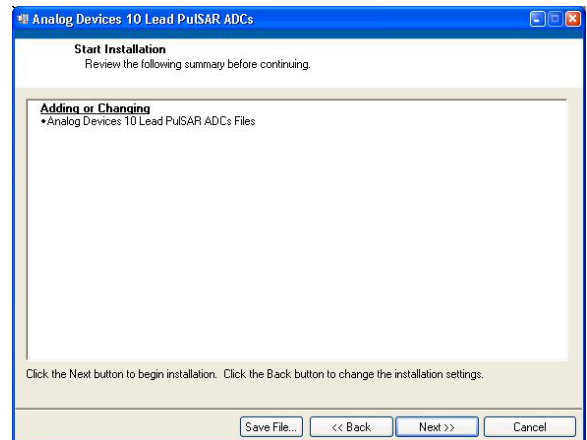 Analog Devices 10 Lead PulSAR ADCs
Start Installation
Review the following summary before continuing.
Adding or Changing
•Analog Devices 10 Lead PulSAR ADCs Files
Click the Next button to begin installation. Click the Back button to change the installation settings.
Save File... << Back Next >> Cancel